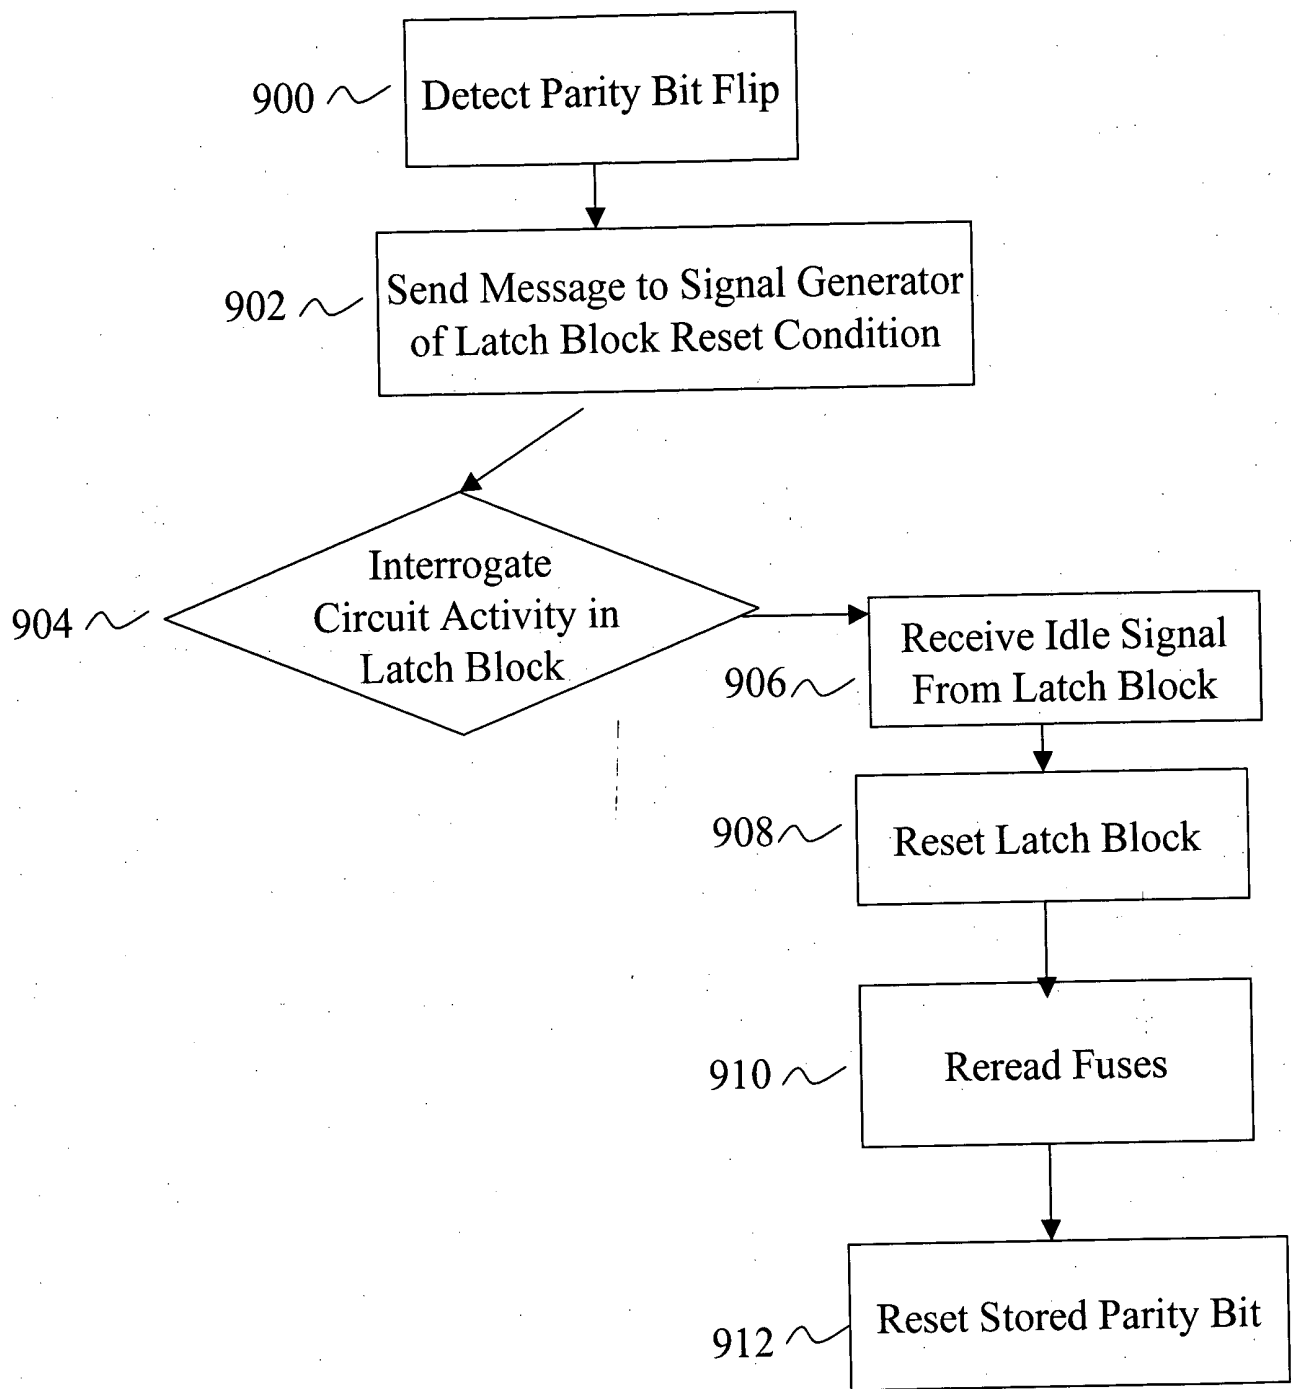 900
Detect Parity Bit Flip
902
Send Message to Signal Generator
of Latch Block Reset Condition
904
Interrogate
Circuit Activity in
Latch Block
906
Receive Idle Signal
From Latch Block
908
Reset Latch Block
910
Reread Fuses
912
Reset Stored Parity Bit